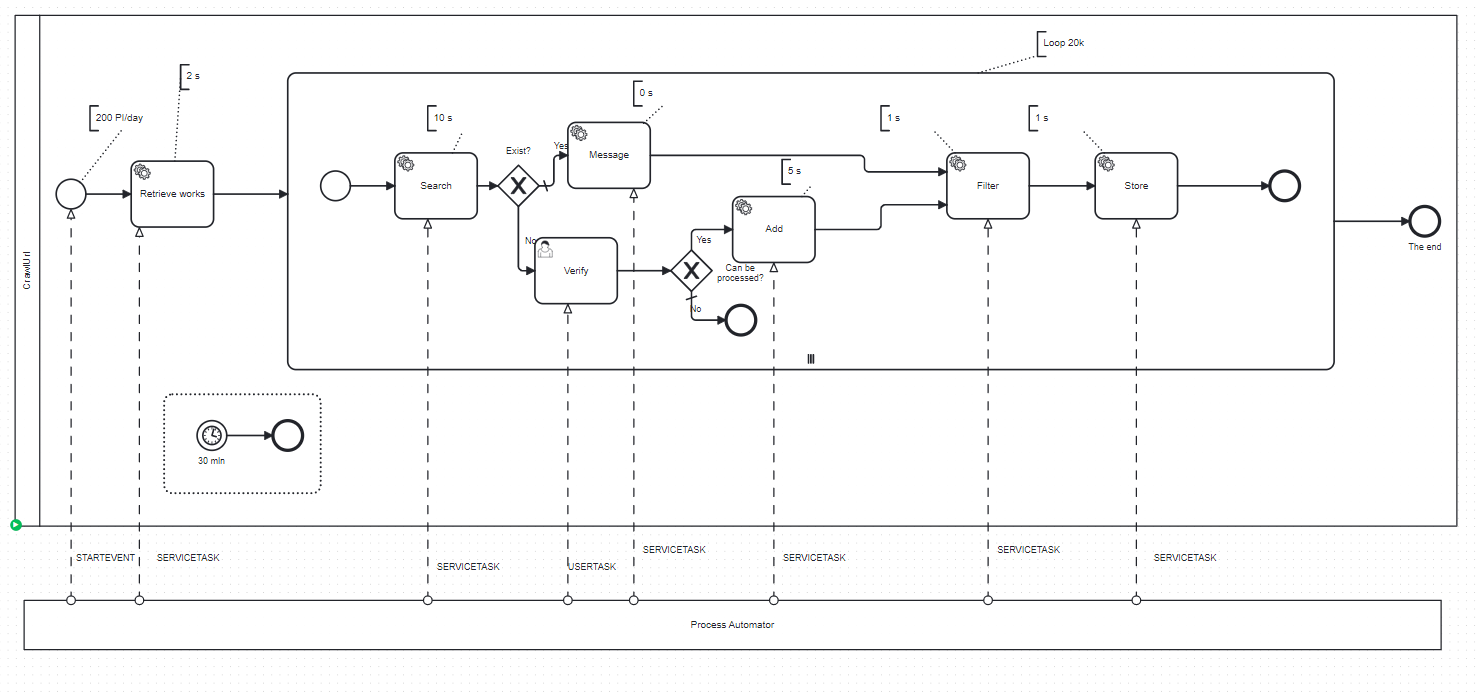 Loop 20k
2 s
0 s
200 PI/day
10 s
1 s
1 s
Exist?
Yes
Message
5 s
Search
Filter
Store
Retrieve works
Add
No
Yes
The end
Verify
Can be
processed?
No
CrawlUrl
30 min
STARTEVENT
SERVICETASK
SERVICETASK
USERTASK
SERVICETASK
SERVICETASK
SERVICETASK
SERVICETASK
Process Automator